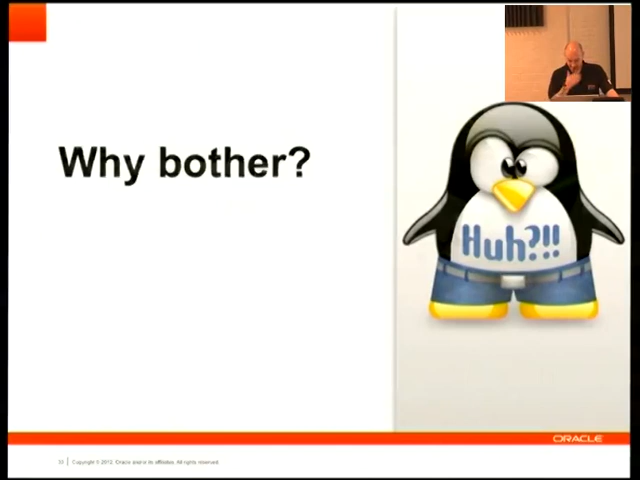 Why bother?
Huh?!!
ORACLE
Copyright © 2012, Oracle and/or its affiliates. All rights reserved.